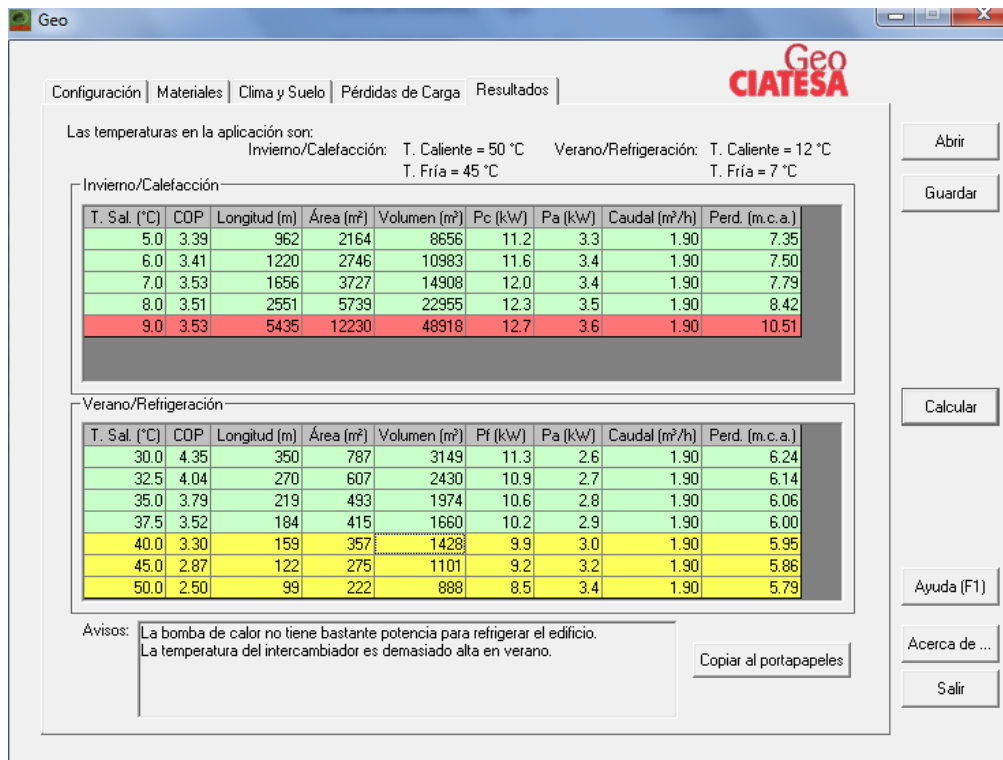 Geo
Geo
CIATESA
Configuración Materiales Clima y Suelo Pérdidas de Carga Resultados
Las temperaturas en la aplicación son:
Invierno/Calefacción: T. Caliente = 50 °C Verano/Refrigeración: T. Caliente = 12 °C
T. Fría = 45 °C T. Fría = 7 °C
Abrir
Guardar
Invierno/Calefacción
T. Sal. (°C) COP Longitud (m) Área (m²) Volumen (m³) Pc (kW) Pa (kW) Caudal (m³/h) Perd. (m.c.a.)
5.0 3.39 962 2164 8656 11.2 3.3 1.90 7.35
6.0 3.41 1220 2746 10983 11.6 3.4 1.90 7.50
7.0 3.53 1656 3727 14908 12.0 3.4 1.90 7.79
8.0 3.51 2551 5739 22955 12.3 3.5 1.90 8.42
9.0 3.53 5435 12230 48918 12.7 3.6 1.90 10.51
Verano/Refrigeración
Calcular
T. Sal. (°C) COP Longitud (m) Área (m²) Volumen (m³) Pf (kW) Pa (kW) Caudal (m³/h) Perd. (m.c.a.)
30.0 4.35 350 787 3149 11.3 2.6 1.90 6.24
32.5 4.04 270 607 2430 10.9 2.7 1.90 6.14
35.0 3.79 219 493 1974 10.6 2.8 1.90 6.06
37.5 3.52 184 415 1660 10.2 2.9 1.90 6.00
40.0 3.30 159 357 1428 9.9 3.0 1.90 5.95
45.0 2.87 122 275 1101 9.2 3.2 1.90 5.86
50.0 2.50 99 222 888 8.5 3.4 1.90 5.79
Ayuda (F1)
Avisos: La bomba de calor no tiene bastante potencia para refrigerar el edificio.
La temperatura del intercambiador es demasiado alta en verano.
Copiar al portapapeles
Acerca de ...
Salir